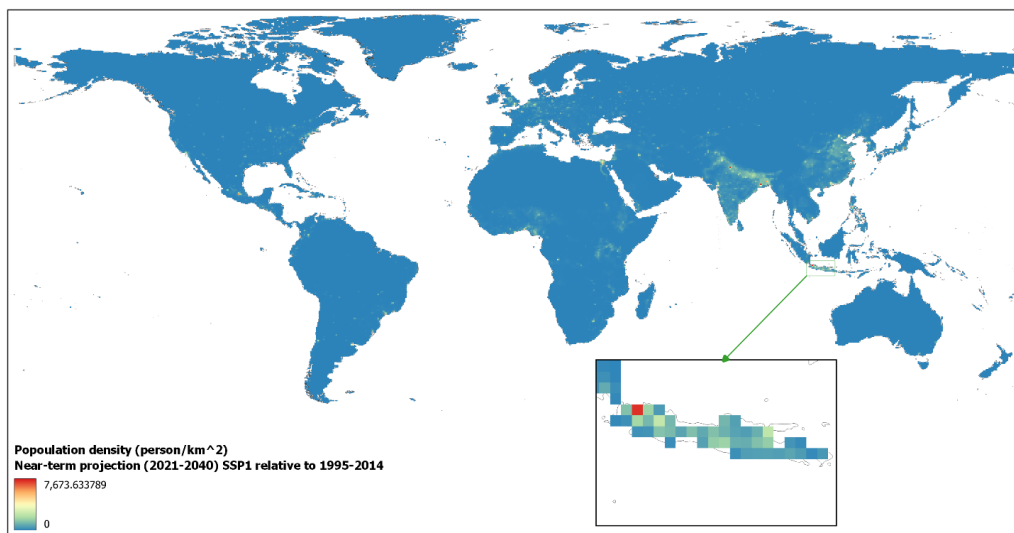 Popoulation density (person/km^2)
Near-term projection (2021-2040) SSP1 relative to 1995-2014
7,673.633789
0